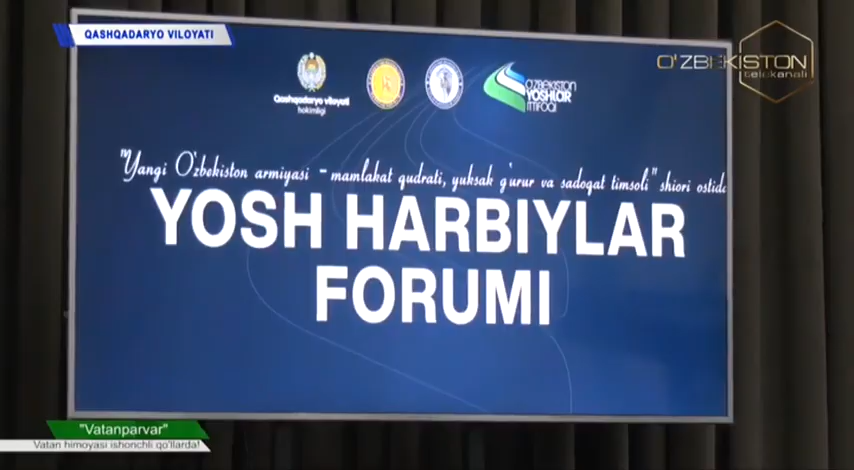 QASHQADARYO VILOYATI
O'ZBEKISTON
telekanali
Qashqadaryo viloyati
hokimligi
O'zbekiston
YOSHLAR
ITTIFOQI
"Yangi O'zbekiston armiyasi - mamlakat qudrati, yuksak g'urur va sadoqat timsoli" shiori ostida
YOSH HARBIYLAR
FORUMI
"Vatanparvar"
Vatan himoyasi ishonchli qo'llarda!